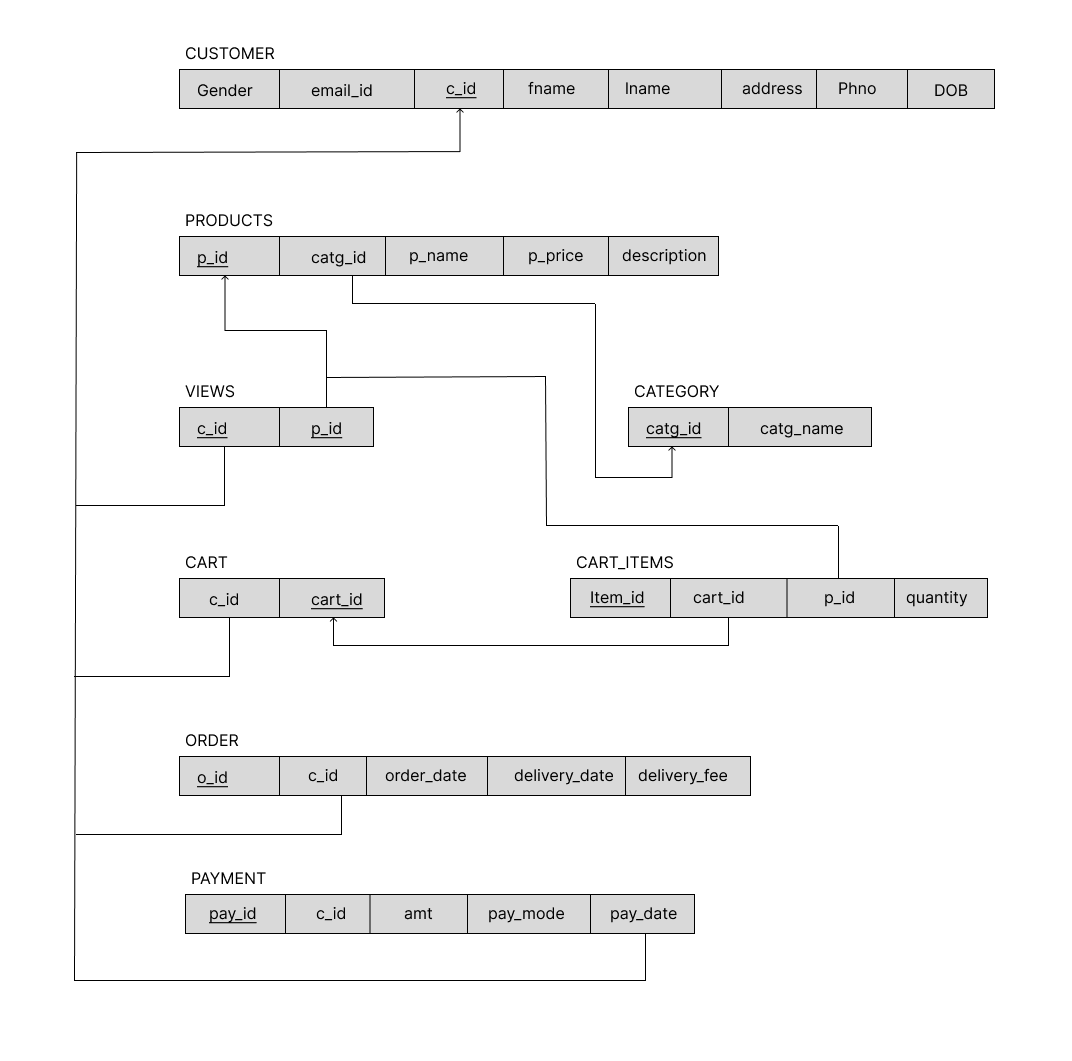 CUSTOMER
Gender email_id c_id fname lname address Phno DOB
PRODUCTS
p_id catg_id p_name p_price description
VIEWS
c_id p_id
CATEGORY
catg_id catg_name
CART
c_id cart_id
CART_ITEMS
Item_id cart_id p_id quantity
ORDER
o_id c_id order_date delivery_date delivery_fee
PAYMENT
pay_id c_id amt pay_mode pay_date